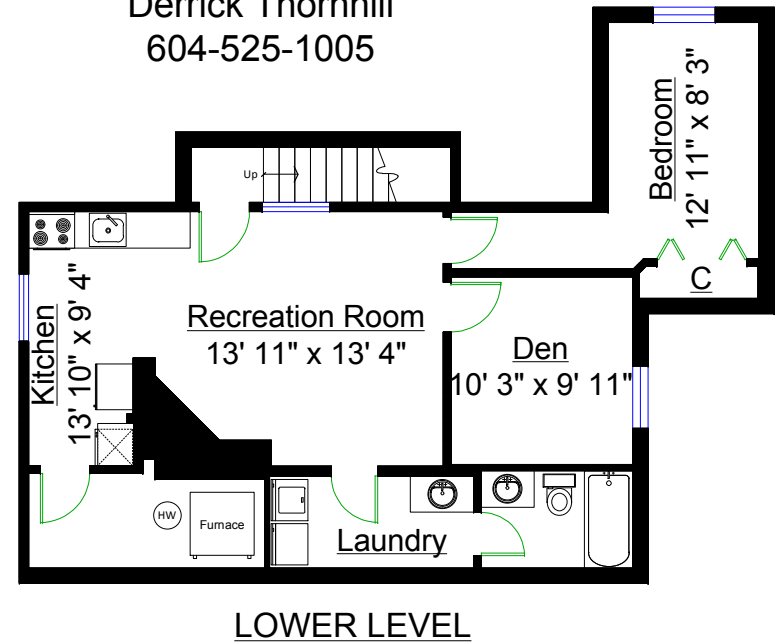 Derrick Thornhill
604-525-1005
Bedroom
12' 11" x 8' 3"
Up
C
Kitchen
13' 10" x 9' 4"
Recreation Room
13' 11" x 13' 4"
Den
10' 3" x 9' 11"
HW
Furnace
Laundry
LOWER LEVEL